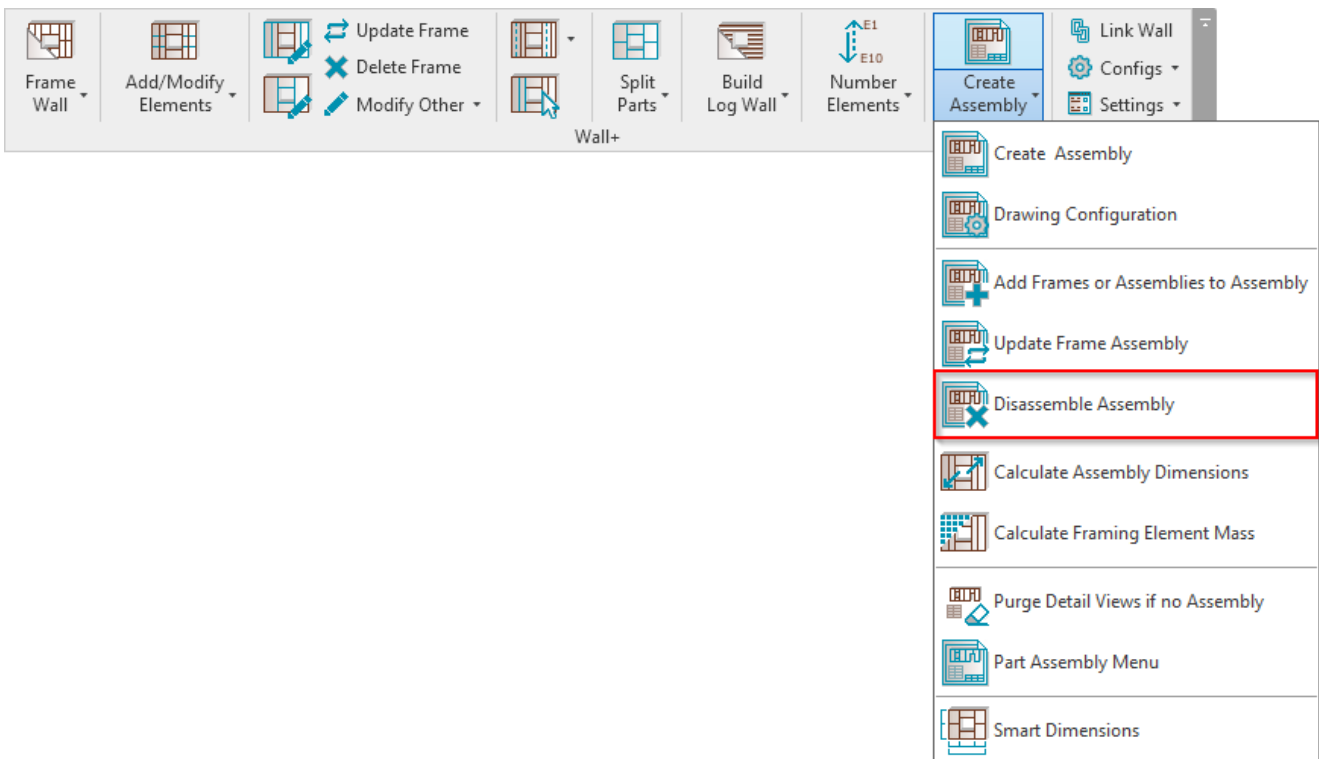 Frame
Wall
Add/Modify
Elements
Update Frame
Delete Frame
Modify Other
Split
Parts
Build
Log Wall
E1
E10
Number
Elements
Create
Assembly
Link Wall
Configs
Settings
Wall+
Create Assembly
Drawing Configuration
Add Frames or Assemblies to Assembly
Update Frame Assembly
Disassemble Assembly
Calculate Assembly Dimensions
Calculate Framing Element Mass
Purge Detail Views if no Assembly
Part Assembly Menu
Smart Dimensions